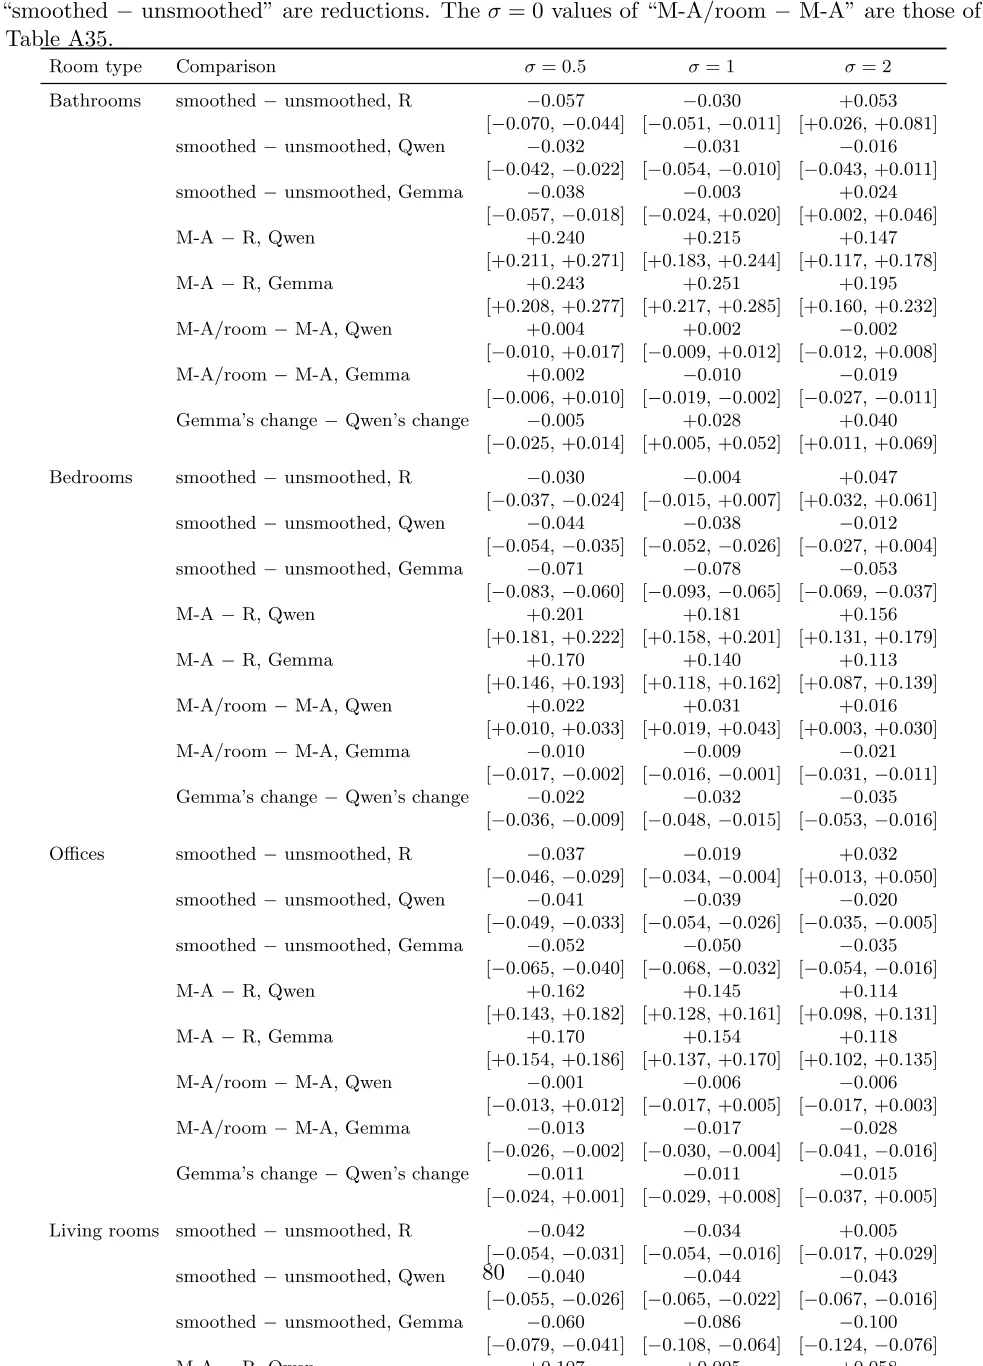 “smoothed − unsmoothed” are reductions. The σ = 0 values of “M-A/room − M-A” are those of
Table A35.
Room type Comparison σ = 0.5 σ = 1 σ = 2
Bathrooms smoothed − unsmoothed, R −0.057 −0.030 +0.053
[−0.070, −0.044] [−0.051, −0.011] [+0.026, +0.081]
smoothed − unsmoothed, Qwen −0.032 −0.031 −0.016
[−0.042, −0.022] [−0.054, −0.010] [−0.043, +0.011]
smoothed − unsmoothed, Gemma −0.038 −0.003 +0.024
[−0.057, −0.018] [−0.024, +0.020] [+0.002, +0.046]
M-A − R, Qwen +0.240 +0.215 +0.147
[+0.211, +0.271] [+0.183, +0.244] [+0.117, +0.178]
M-A − R, Gemma +0.243 +0.251 +0.195
[+0.208, +0.277] [+0.217, +0.285] [+0.160, +0.232]
M-A/room − M-A, Qwen +0.004 +0.002 −0.002
[−0.010, +0.017] [−0.009, +0.012] [−0.012, +0.008]
M-A/room − M-A, Gemma +0.002 −0.010 −0.019
[−0.006, +0.010] [−0.019, −0.002] [−0.027, −0.011]
Gemma’s change − Qwen’s change −0.005 +0.028 +0.040
[−0.025, +0.014] [+0.005, +0.052] [+0.011, +0.069]
Bedrooms smoothed − unsmoothed, R −0.030 −0.004 +0.047
[−0.037, −0.024] [−0.015, +0.007] [+0.032, +0.061]
smoothed − unsmoothed, Qwen −0.044 −0.038 −0.012
[−0.054, −0.035] [−0.052, −0.026] [−0.027, +0.004]
smoothed − unsmoothed, Gemma −0.071 −0.078 −0.053
[−0.083, −0.060] [−0.093, −0.065] [−0.069, −0.037]
M-A − R, Qwen +0.201 +0.181 +0.156
[+0.181, +0.222] [+0.158, +0.201] [+0.131, +0.179]
M-A − R, Gemma +0.170 +0.140 +0.113
[+0.146, +0.193] [+0.118, +0.162] [+0.087, +0.139]
M-A/room − M-A, Qwen +0.022 +0.031 +0.016
[+0.010, +0.033] [+0.019, +0.043] [+0.003, +0.030]
M-A/room − M-A, Gemma −0.010 −0.009 −0.021
[−0.017, −0.002] [−0.016, −0.001] [−0.031, −0.011]
Gemma’s change − Qwen’s change −0.022 −0.032 −0.035
[−0.036, −0.009] [−0.048, −0.015] [−0.053, −0.016]
Offices smoothed − unsmoothed, R −0.037 −0.019 +0.032
[−0.046, −0.029] [−0.034, −0.004] [+0.013, +0.050]
smoothed − unsmoothed, Qwen −0.041 −0.039 −0.020
[−0.049, −0.033] [−0.054, −0.026] [−0.035, −0.005]
smoothed − unsmoothed, Gemma −0.052 −0.050 −0.035
[−0.065, −0.040] [−0.068, −0.032] [−0.054, −0.016]
M-A − R, Qwen +0.162 +0.145 +0.114
[+0.143, +0.182] [+0.128, +0.161] [+0.098, +0.131]
M-A − R, Gemma +0.170 +0.154 +0.118
[+0.154, +0.186] [+0.137, +0.170] [+0.102, +0.135]
M-A/room − M-A, Qwen −0.001 −0.006 −0.006
[−0.013, +0.012] [−0.017, +0.005] [−0.017, +0.003]
M-A/room − M-A, Gemma −0.013 −0.017 −0.028
[−0.026, −0.002] [−0.030, −0.004] [−0.041, −0.016]
Gemma’s change − Qwen’s change −0.011 −0.011 −0.015
[−0.024, +0.001] [−0.029, +0.008] [−0.037, +0.005]
Living rooms smoothed − unsmoothed, R −0.042 −0.034 +0.005
[−0.054, −0.031] [−0.054, −0.016] [−0.017, +0.029]
80
smoothed − unsmoothed, Qwen −0.040 −0.044 −0.043
[−0.055, −0.026] [−0.065, −0.022] [−0.067, −0.016]
smoothed − unsmoothed, Gemma −0.060 −0.086 −0.100
[−0.079, −0.041] [−0.108, −0.064] [−0.124, −0.076]